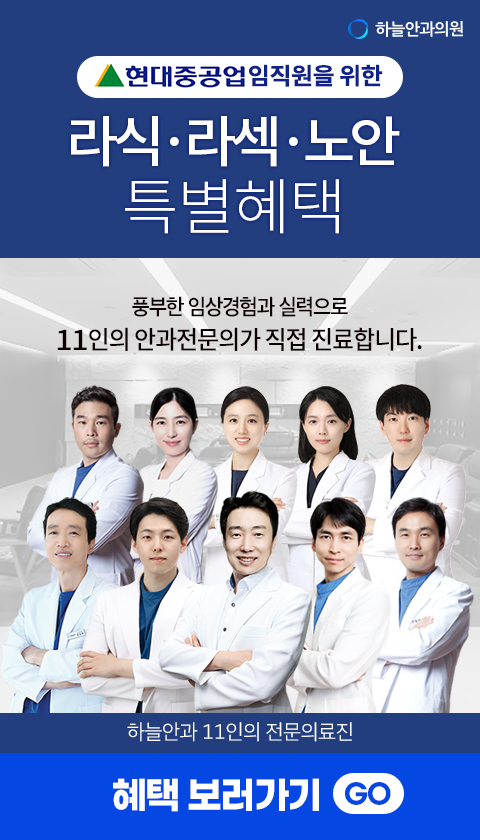 하늘안과의원
현대중공업임직원을 위한
라식·라섹·노안
특별혜택
풍부한 임상경험과 실력으로
11인의 안과전문의가 직접 진료합니다.
하늘안과 11인의 전문의료진
혜택 보러가기 GO